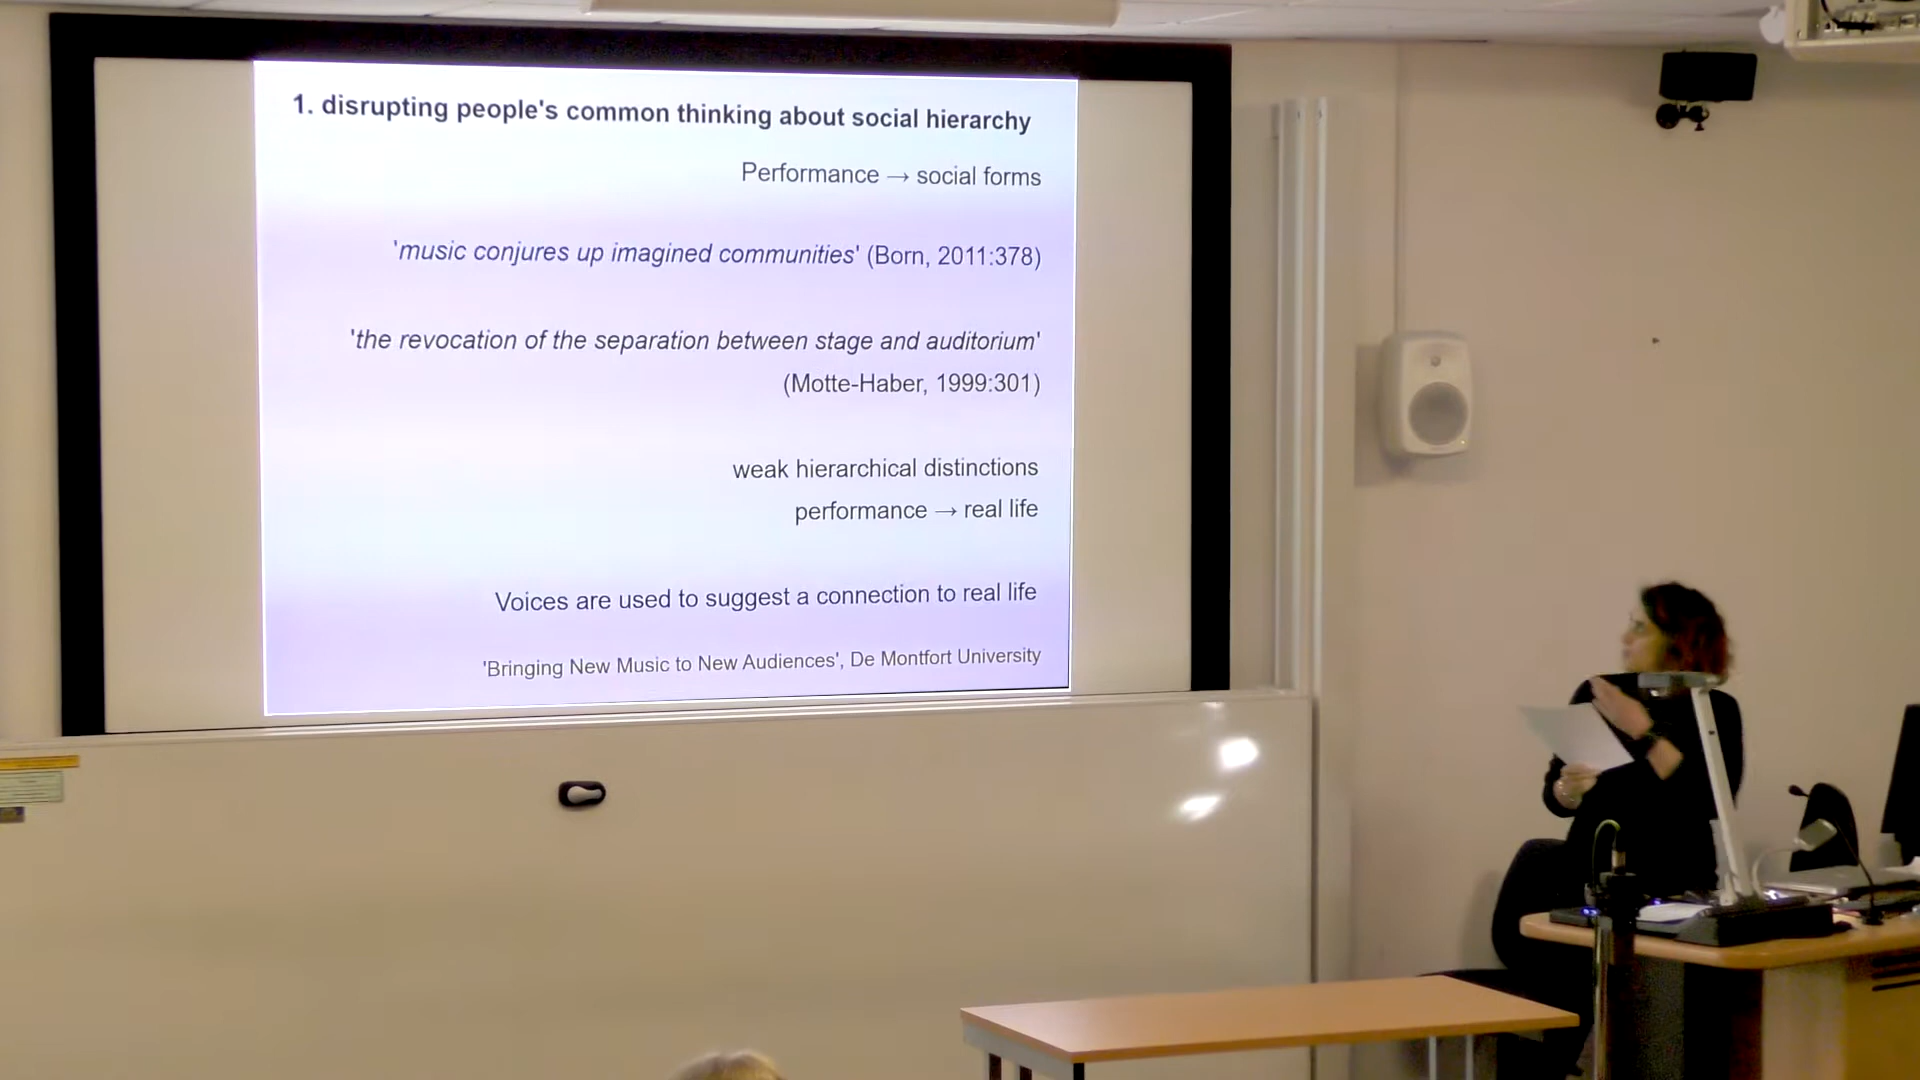 1. disrupting people's common thinking about social hierarchy
Performance → social forms
'music conjures up imagined communities' (Born, 2011:378)
'the revocation of the separation between stage and auditorium'
(Motte-Haber, 1999:301)
weak hierarchical distinctions
performance → real life
Voices are used to suggest a connection to real life
'Bringing New Music to New Audiences', De Montfort University